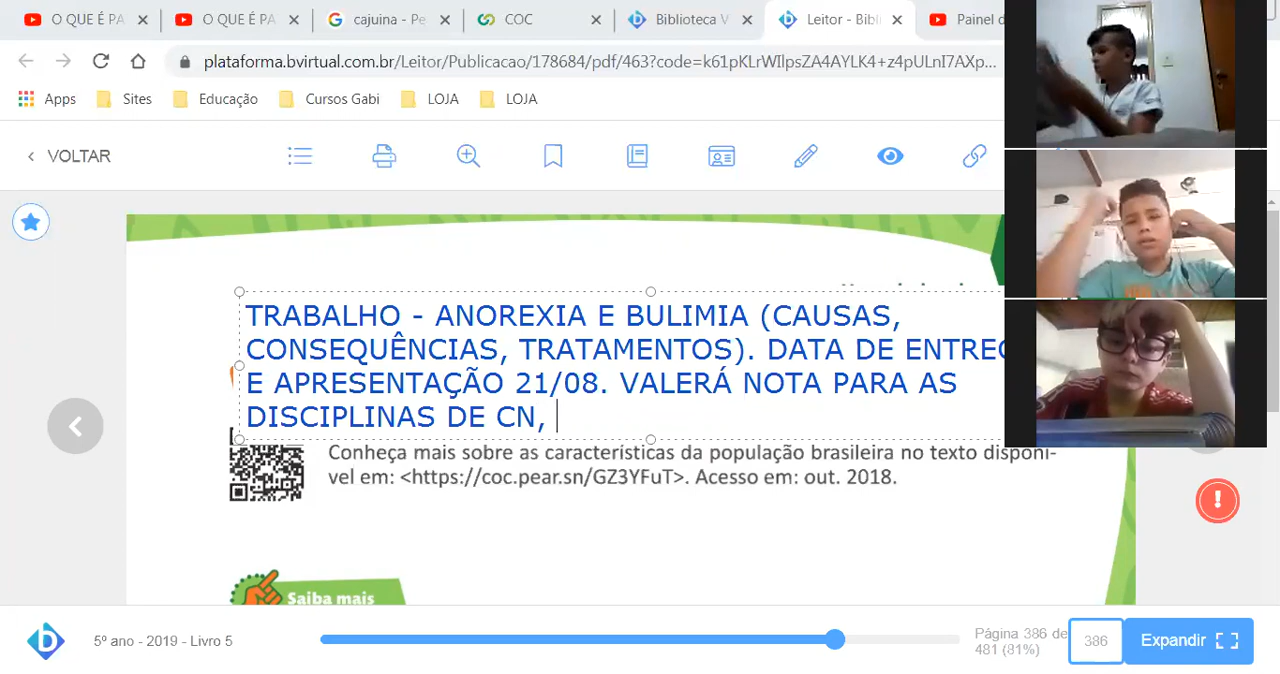 O QUE É PA
O QUE É PA
cajuina - Pe
COC
Biblioteca V
Leitor - Bibl
Painel d
plataforma.bvirtual.com.br/Leitor/Publicacao/178684/pdf/463?code=k61pKLrWIlpsZA4AYLK4+z4pULnI7AXp...
Apps
Sites
Educação
Cursos Gabi
LOJA
LOJA
VOLTAR
TRABALHO - ANOREXIA E BULIMIA (CAUSAS,
CONSEQUÊNCIAS, TRATAMENTOS). DATA DE ENTREG
E APRESENTAÇÃO 21/08. VALERÁ NOTA PARA AS
DISCIPLINAS DE CN,
Conheça mais sobre as características da população brasileira no texto disponí-
vel em: <https://coc.pear.sn/GZ3YFuT>. Acesso em: out. 2018.
Saiba mais
5º ano - 2019 - Livro 5
Página 386 de
481 (81%)
386
Expandir